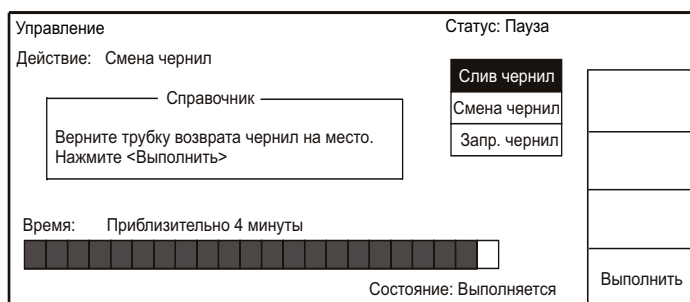 Управление
Статус: Пауза
Действие: Смена чернил
Слив чернил
Смена чернил
Запр. чернил
Справочник
Верните трубку возврата чернил на место.
Нажмите <Выполнить>
Время: Приблизительно 4 минуты
Состояние: Выполняется
Выполнить